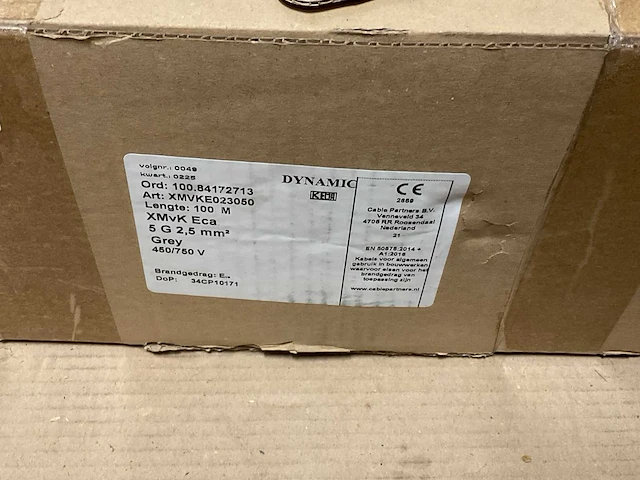 volgnr.: 0049
kwart.: 0225
Ord: 100.84172713
Art: XMVKE023050
Lengte: 100 M
XMvK Eca
5 G 2,5 mm²
Grey
450/750 V
Brandgedrag: E
DoP: 34CP10171
DYNAMIC
KEMA
CE
2559
Cable Partners B.V.
Venneveld 34
4705 RR Roosendaal
Nederland
21
EN 50575:2014 +
A1:2016
Kabels voor algemeen
gebruik in bouwwerken
waarvoor eisen voor het
brandgedrag van
toepassing zijn
www.cablepartners.nl